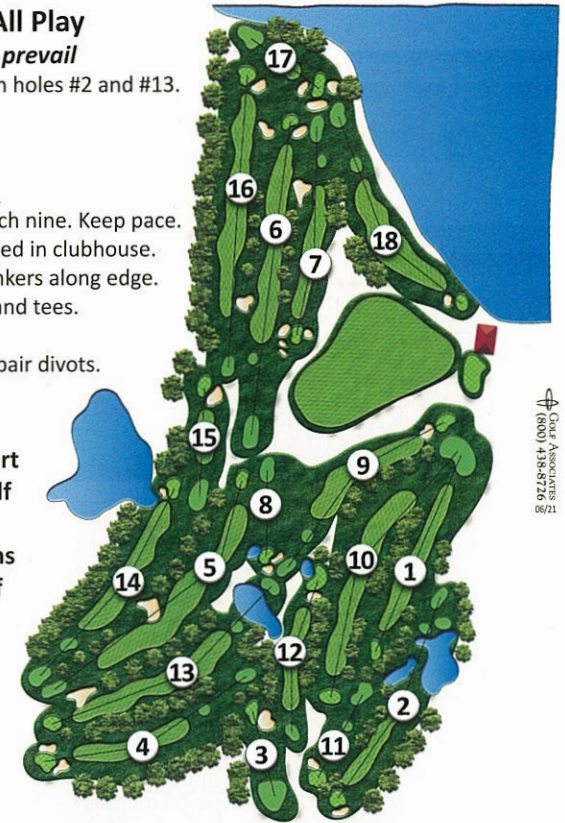 All Play
prevail
n holes #2 and #13.
ch nine. Keep pace.
ed in clubhouse.
nkers along edge.
and tees.
pair divots.
rt
lf
ns
f
17
16
6
7
18
15
9
8
5
10
1
14
12
13
2
4
3
11
GOLF ASSOCIATES
(800) 438-8726
06/21